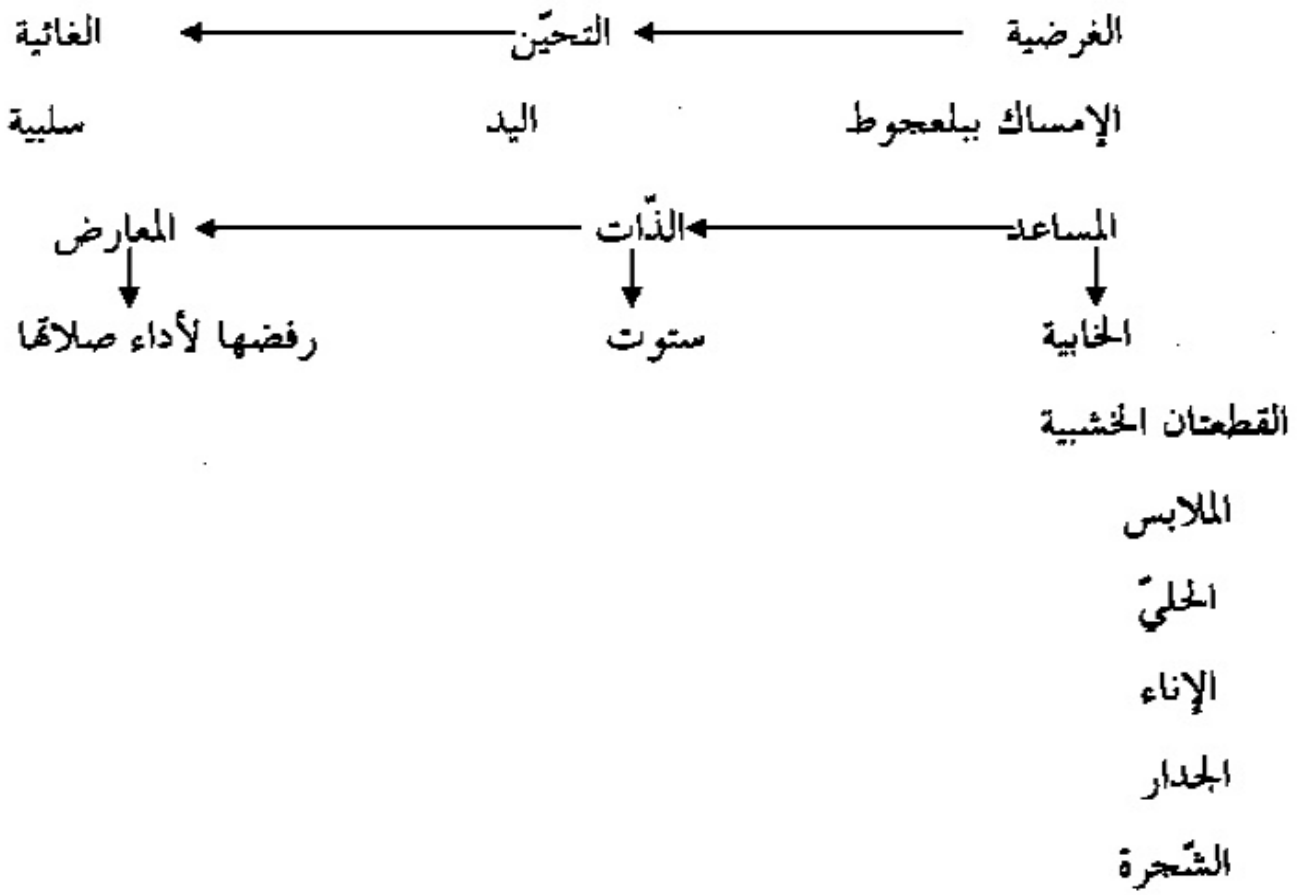 الغرضية التحيّن الغائية
الإمساك ببلعجوط اليد سلبية
المساعد الذّات المعارض
الخابية ستوت رفضها لأداء صلاتها
القطعتان الخشبية
الملابس
الحليّ
الإناء
الجدار
الشّجرة